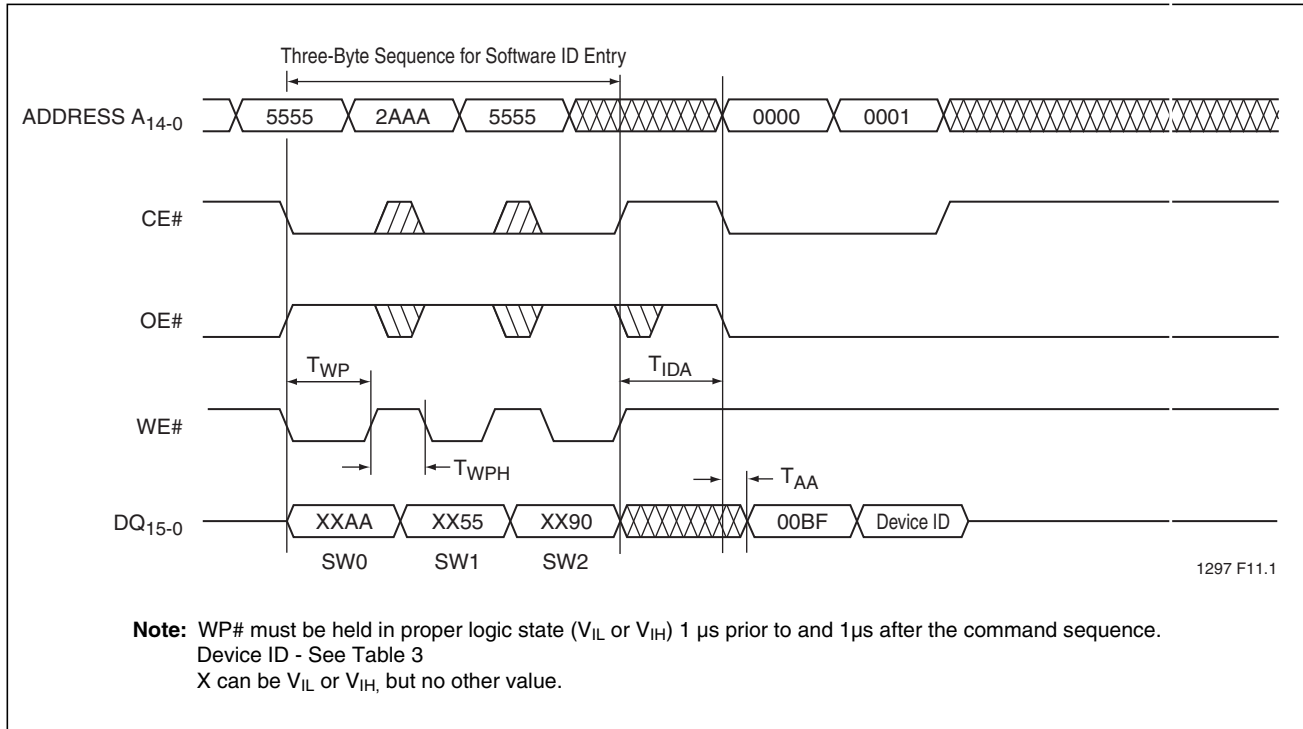 Three-Byte Sequence for Software ID Entry
ADDRESS A14-0
5555 2AAA 5555 0000 0001
CE#
OE#
TWP TIDA
WE#
TWPH
TAA
DQ15-0
XXAA XX55 XX90 00BF Device ID
SW0 SW1 SW2
1297 F11.1
Note: WP# must be held in proper logic state (VIL or VIH) 1 µs prior to and 1µs after the command sequence.
Device ID - See Table 3
X can be VIL or VIH, but no other value.